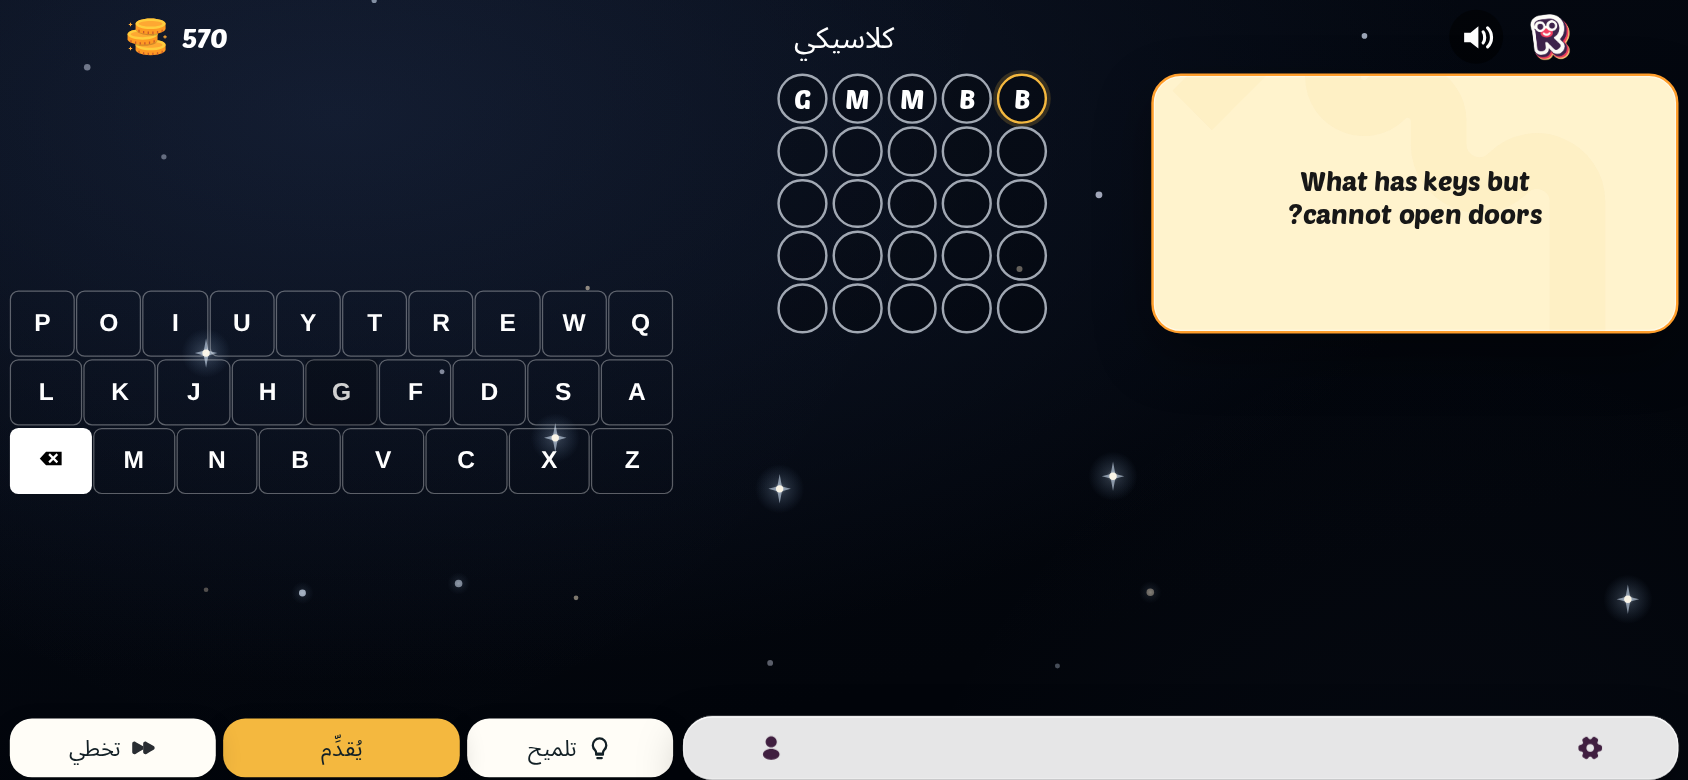 570
كلاسيكي
G M M B B
What has keys but
?cannot open doors
P O I U Y T R E W Q
L K J H G F D S A
M N B V C X Z
تخطي
يُقدِّم
تلميح